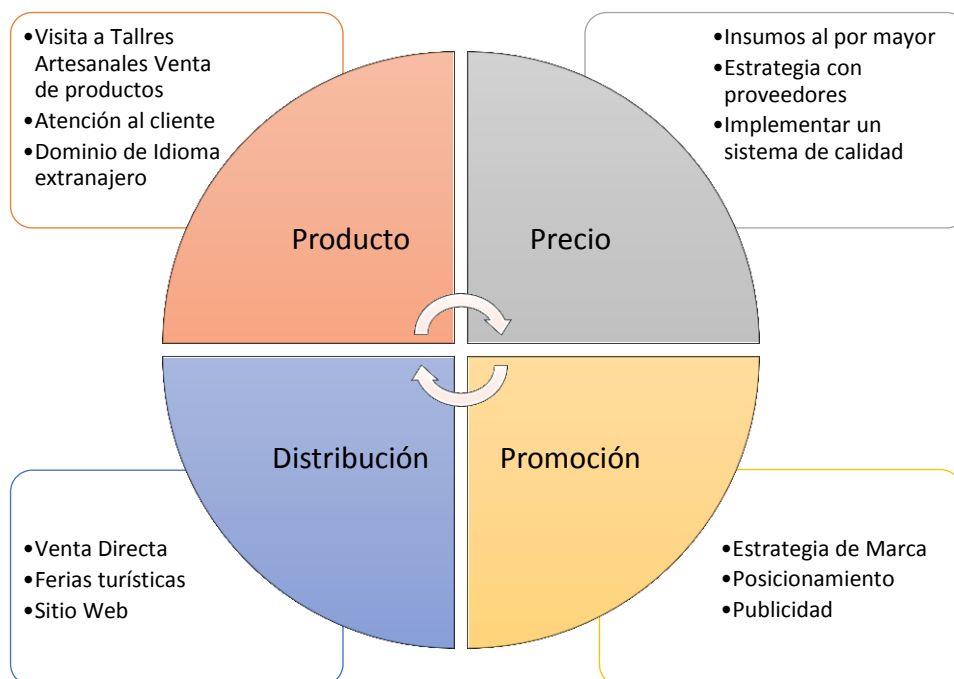 •Visita a Tallres
Artesanales Venta
de productos
•Atención al cliente
•Dominio de Idioma
extranajero
•Insumos al por mayor
•Estrategia con
proveedores
•Implementar un
sistema de calidad
Producto
Precio
Distribución
Promoción
•Venta Directa
•Ferias turísticas
•Sitio Web
•Estrategia de Marca
•Posicionamiento
•Publicidad